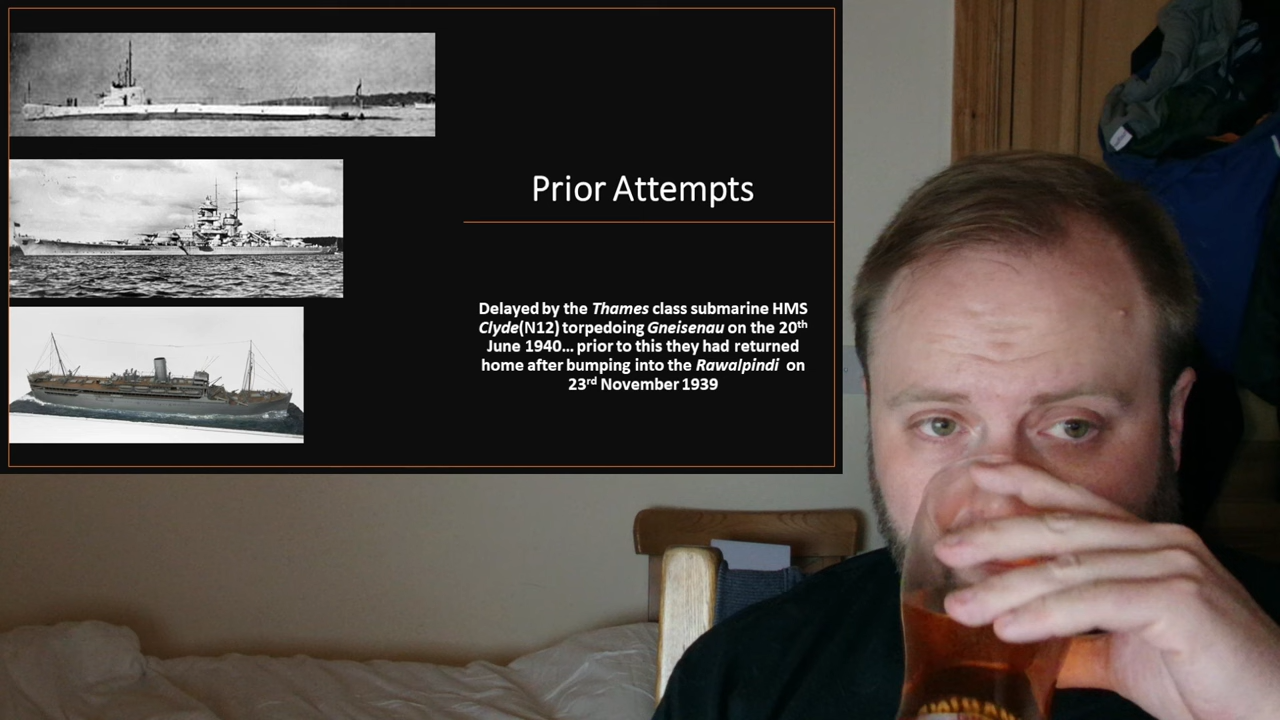 Prior Attempts
Delayed by the Thames class submarine HMS
Clyde(N12) torpedoing Gneisenau on the 20th
June 1940... prior to this they had returned
home after bumping into the Rawalpindi on
23rd November 1939